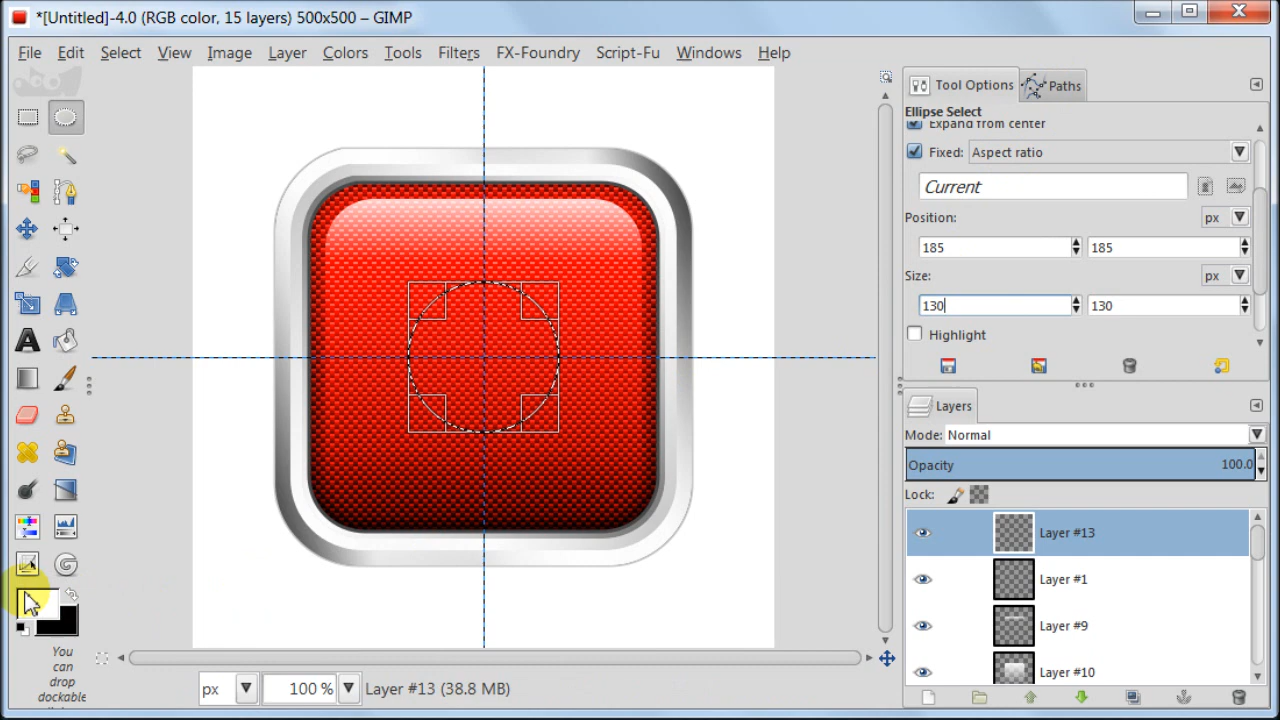 *[Untitled]-4.0 (RGB color, 15 layers) 500x500 – GIMP
File Edit Select View Image Layer Colors Tools Filters FX-Foundry Script-Fu Windows Help
Tool Options Paths
Ellipse Select
Expand from center
Fixed: Aspect ratio
Current
Position: px
185 185
Size: px
130 130
Highlight
Layers
Mode: Normal
Opacity 100.0
Lock:
Layer #13
Layer #1
Layer #9
Layer #10
You
can
drop
dockable
px 100 % Layer #13 (38.8 MB)